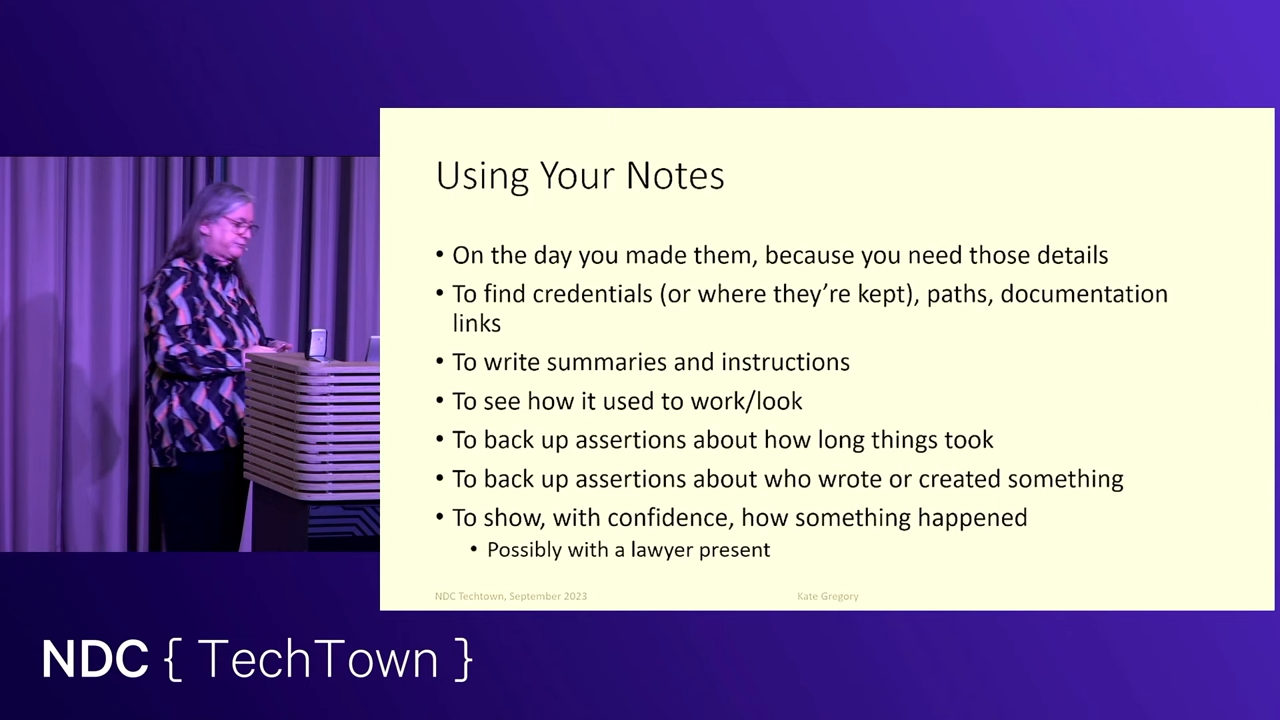 Using Your Notes
• On the day you made them, because you need those details
• To find credentials (or where they’re kept), paths, documentation
links
• To write summaries and instructions
• To see how it used to work/look
• To back up assertions about how long things took
• To back up assertions about who wrote or created something
• To show, with confidence, how something happened
• Possibly with a lawyer present
NDC Techtown, September 2023
Kate Gregory
NDC { TechTown }